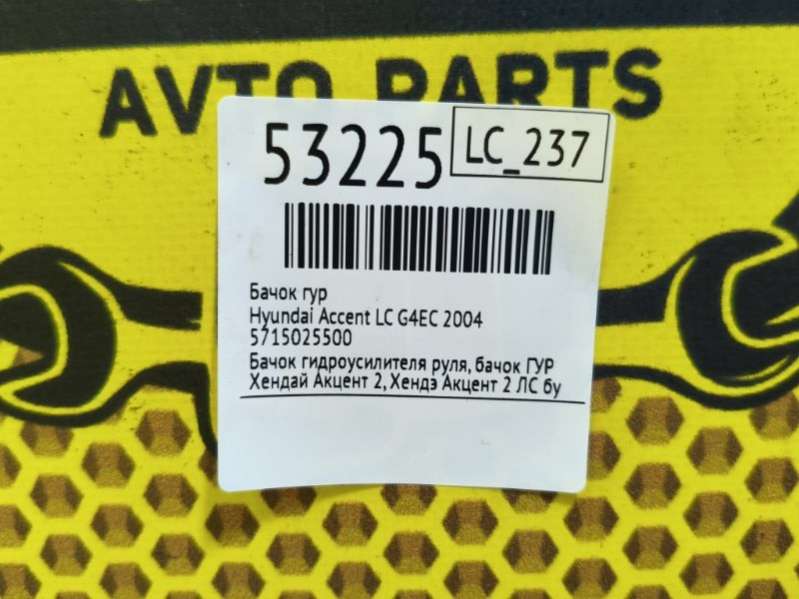 AVTO PARTS
53225
LC_237
Бачок гур
Hyundai Accent LC G4EC 2004
5715025500
Бачок гидроусилителя руля, бачок ГУР
Хендай Акцент 2, Хендэ Акцент 2 ЛС бу